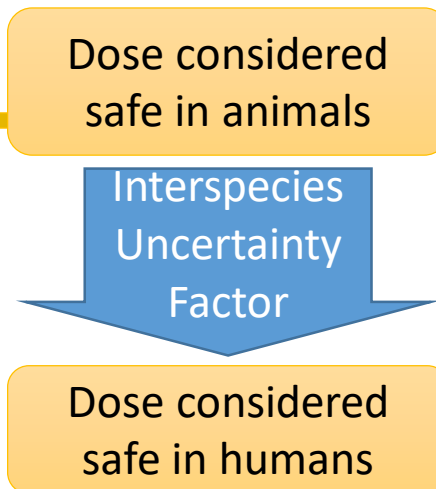 Dose considered
safe in animals
Interspecies
Uncertainty
Factor
Dose considered
safe in humans